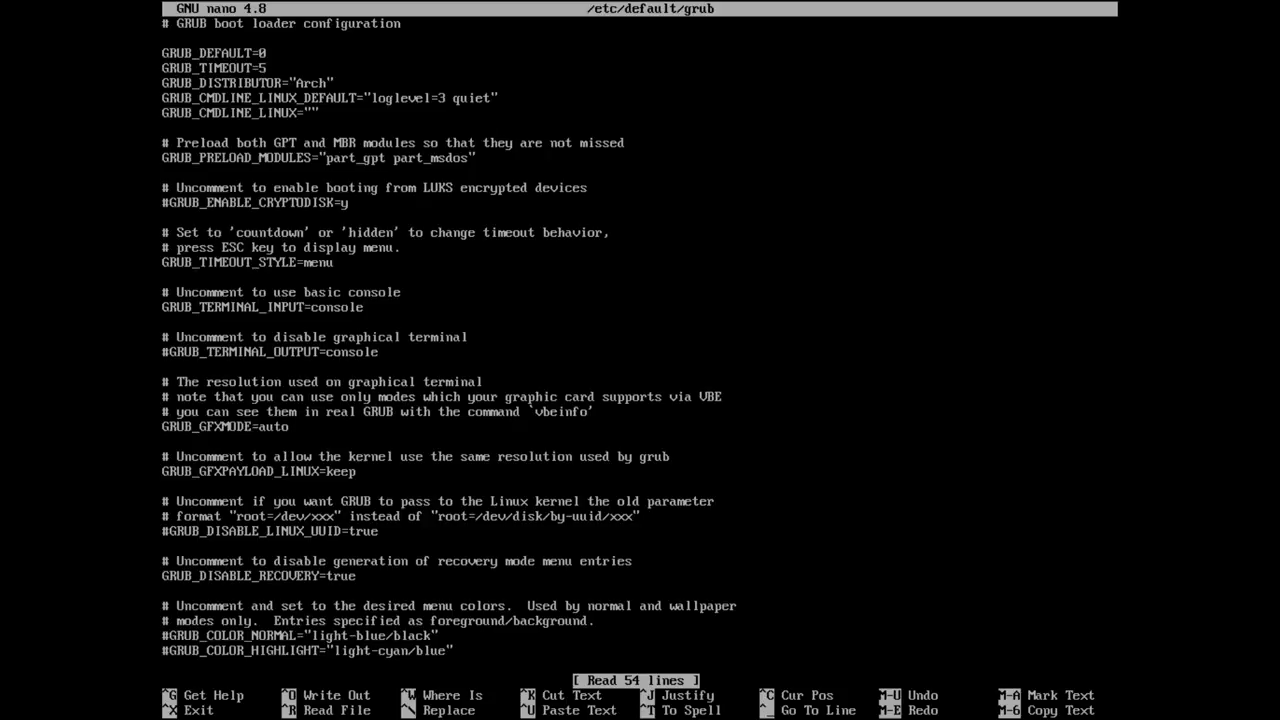 GNU nano 4.8 /etc/default/grub
# GRUB boot loader configuration
GRUB_DEFAULT=0
GRUB_TIMEOUT=5
GRUB_DISTRIBUTOR="Arch"
GRUB_CMDLINE_LINUX_DEFAULT="loglevel=3 quiet"
GRUB_CMDLINE_LINUX=""
# Preload both GPT and MBR modules so that they are not missed
GRUB_PRELOAD_MODULES="part_gpt part_msdos"
# Uncomment to enable booting from LUKS encrypted devices
#GRUB_ENABLE_CRYPTODISK=y
# Set to 'countdown' or 'hidden' to change timeout behavior,
# press ESC key to display menu.
GRUB_TIMEOUT_STYLE=menu
# Uncomment to use basic console
GRUB_TERMINAL_INPUT=console
# Uncomment to disable graphical terminal
#GRUB_TERMINAL_OUTPUT=console
# The resolution used on graphical terminal
# note that you can use only modes which your graphic card supports via VBE
# you can see them in real GRUB with the command `vbeinfo'
GRUB_GFXMODE=auto
# Uncomment to allow the kernel use the same resolution used by grub
GRUB_GFXPAYLOAD_LINUX=keep
# Uncomment if you want GRUB to pass to the Linux kernel the old parameter
# format "root=/dev/xxx" instead of "root=/dev/disk/by-uuid/xxx"
#GRUB_DISABLE_LINUX_UUID=true
# Uncomment to disable generation of recovery mode menu entries
GRUB_DISABLE_RECOVERY=true
# Uncomment and set to the desired menu colors.  Used by normal and wallpaper
# modes only.  Entries specified as foreground/background.
#GRUB_COLOR_NORMAL="light-blue/black"
#GRUB_COLOR_HIGHLIGHT="light-cyan/blue"
[ Read 54 lines ]
^G Get Help ^O Write Out ^W Where Is ^K Cut Text ^J Justify ^C Cur Pos M-U Undo M-A Mark Text
^X Exit ^R Read File ^\ Replace ^U Paste Text ^T To Spell ^_ Go To Line M-E Redo M-6 Copy Text